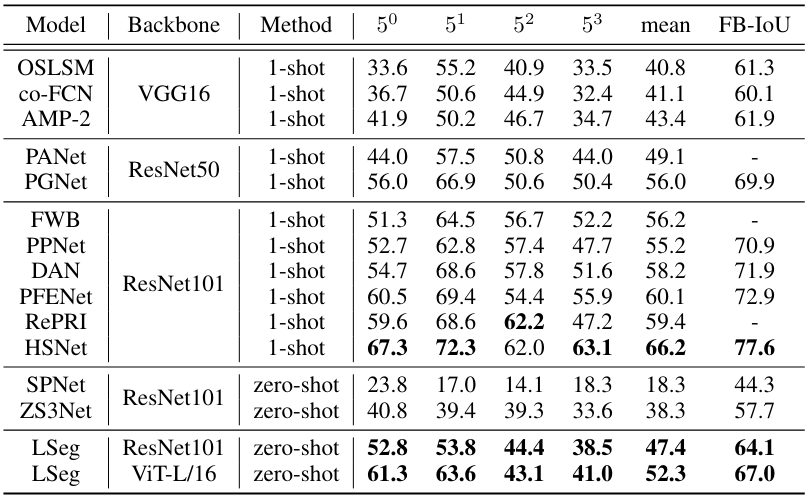 Model Backbone Method 5⁰ 5¹ 5² 5³ mean FB-IoU
OSLSM 1-shot 33.6 55.2 40.9 33.5 40.8 61.3
co-FCN VGG16 1-shot 36.7 50.6 44.9 32.4 41.1 60.1
AMP-2 1-shot 41.9 50.2 46.7 34.7 43.4 61.9
PANet ResNet50 1-shot 44.0 57.5 50.8 44.0 49.1 -
PGNet 1-shot 56.0 66.9 50.6 50.4 56.0 69.9
FWB 1-shot 51.3 64.5 56.7 52.2 56.2 -
PPNet 1-shot 52.7 62.8 57.4 47.7 55.2 70.9
DAN ResNet101 1-shot 54.7 68.6 57.8 51.6 58.2 71.9
PFENet 1-shot 60.5 69.4 54.4 55.9 60.1 72.9
RePRI 1-shot 59.6 68.6 62.2 47.2 59.4 -
HSNet 1-shot 67.3 72.3 62.0 63.1 66.2 77.6
SPNet ResNet101 zero-shot 23.8 17.0 14.1 18.3 18.3 44.3
ZS3Net zero-shot 40.8 39.4 39.3 33.6 38.3 57.7
LSeg ResNet101 zero-shot 52.8 53.8 44.4 38.5 47.4 64.1
LSeg ViT-L/16 zero-shot 61.3 63.6 43.1 41.0 52.3 67.0